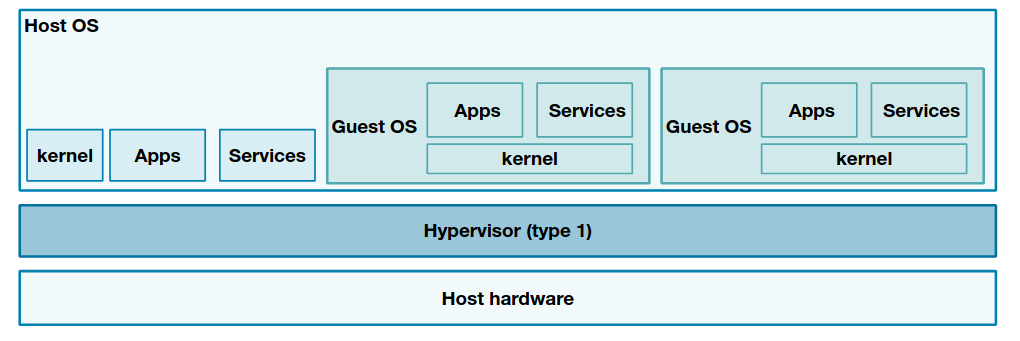 Host OS
kernel
Apps
Services
Guest OS
Apps
Services
kernel
Guest OS
Apps
Services
kernel
Hypervisor (type 1)
Host hardware